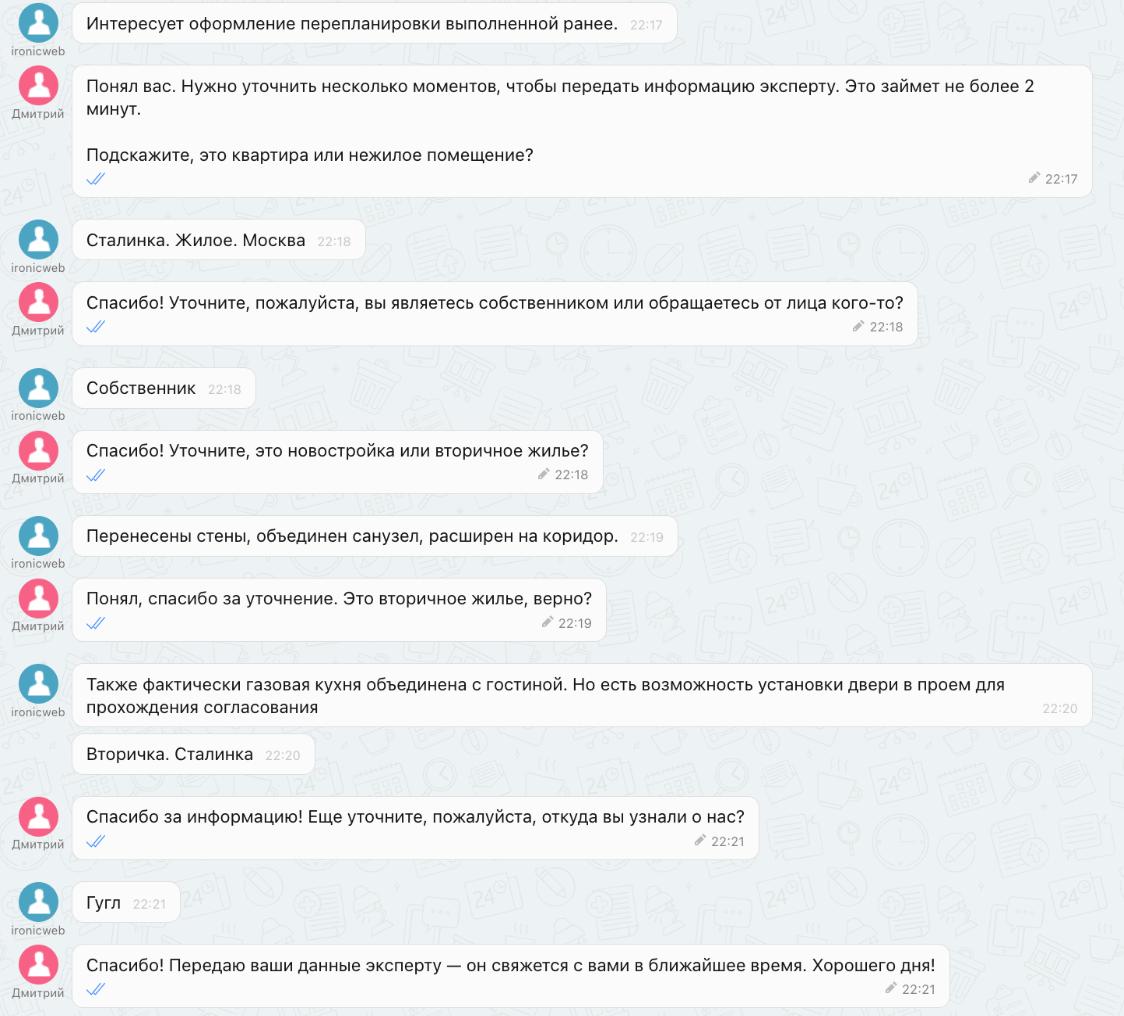 Интересует оформление перепланировки выполненной ранее. 22:17
ironicweb
Понял вас. Нужно уточнить несколько моментов, чтобы передать информацию эксперту. Это займет не более 2
минут.
Дмитрий
Подскажите, это квартира или нежилое помещение?
22:17
Сталинка. Жилое. Москва 22:18
ironicweb
Спасибо! Уточните, пожалуйста, вы являетесь собственником или обращаетесь от лица кого-то?
Дмитрий
22:18
Собственник 22:18
ironicweb
Спасибо! Уточните, это новостройка или вторичное жилье?
Дмитрий
22:18
Перенесены стены, объединен санузел, расширен на коридор. 22:19
ironicweb
Понял, спасибо за уточнение. Это вторичное жилье, верно?
Дмитрий
22:19
Также фактически газовая кухня объединена с гостиной. Но есть возможность установки двери в проем для
прохождения согласования 22:20
ironicweb
Вторичка. Сталинка 22:20
Спасибо за информацию! Еще уточните, пожалуйста, откуда вы узнали о нас?
Дмитрий
22:21
Гугл 22:21
ironicweb
Спасибо! Передаю ваши данные эксперту — он свяжется с вами в ближайшее время. Хорошего дня!
Дмитрий
22:21